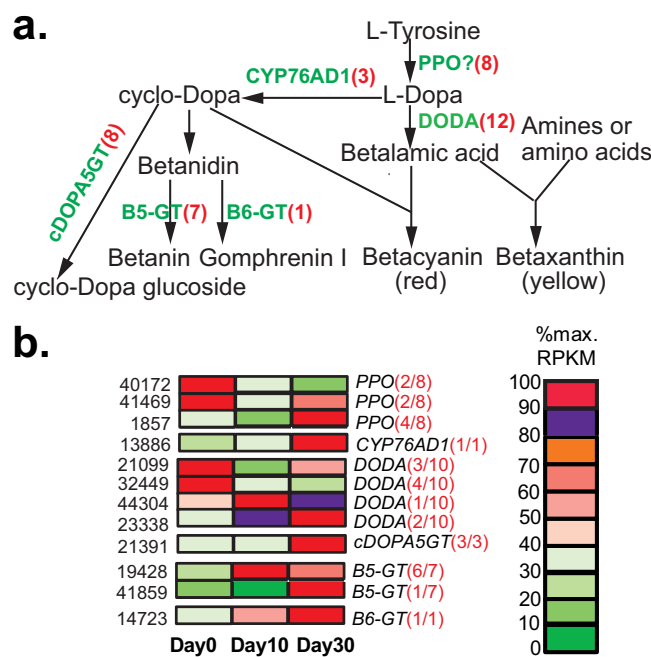 a.
L-Tyrosine
PPO?(8)
CYP76AD1(3)
cyclo-Dopa
L-Dopa
DODA(12)
Amines or
amino acids
Betalamic acid
cDOPA5GT(8)
Betanidin
B5-GT(7)
B6-GT(1)
Betanin
Gomphrenin I
Betacyanin
(red)
Betaxanthin
(yellow)
cyclo-Dopa glucoside
b.
%max.
RPKM
40172 PPO(2/8)
41469 PPO(2/8)
1857 PPO(4/8)
13886 CYP76AD1(1/1)
21099 DODA(3/10)
32449 DODA(4/10)
44304 DODA(1/10)
23338 DODA(2/10)
21391 cDOPA5GT(3/3)
19428 B5-GT(6/7)
41859 B5-GT(1/7)
14723 B6-GT(1/1)
Day0 Day10 Day30
100
90
80
70
60
50
40
30
20
10
0